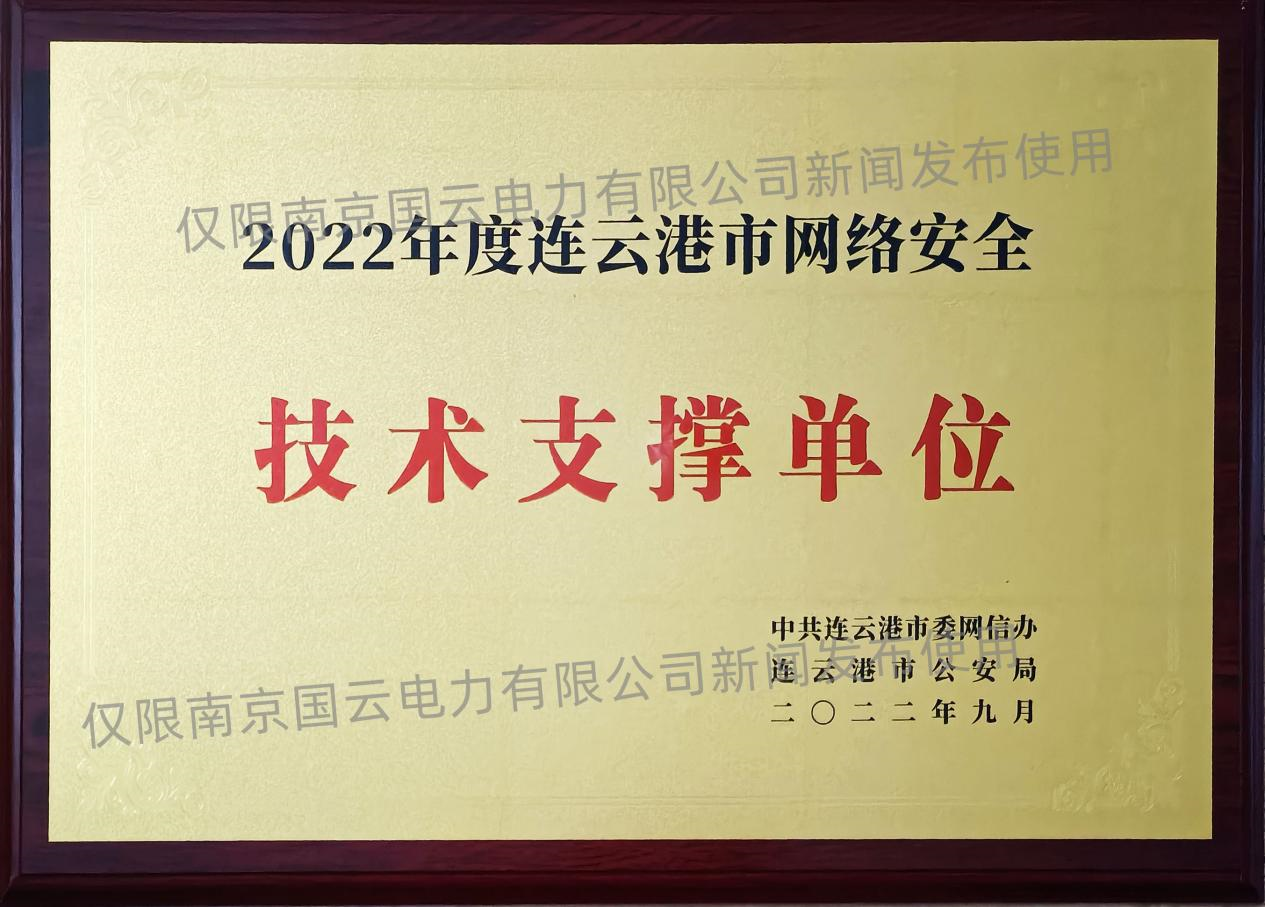 仅限南京国云电力有限公司新闻发布使用
2022年度连云港市网络安全
技术支撑单位
中共连云港市委网信办
连云港市公安局
二〇二二年九月
仅限南京国云电力有限公司新闻发布使用